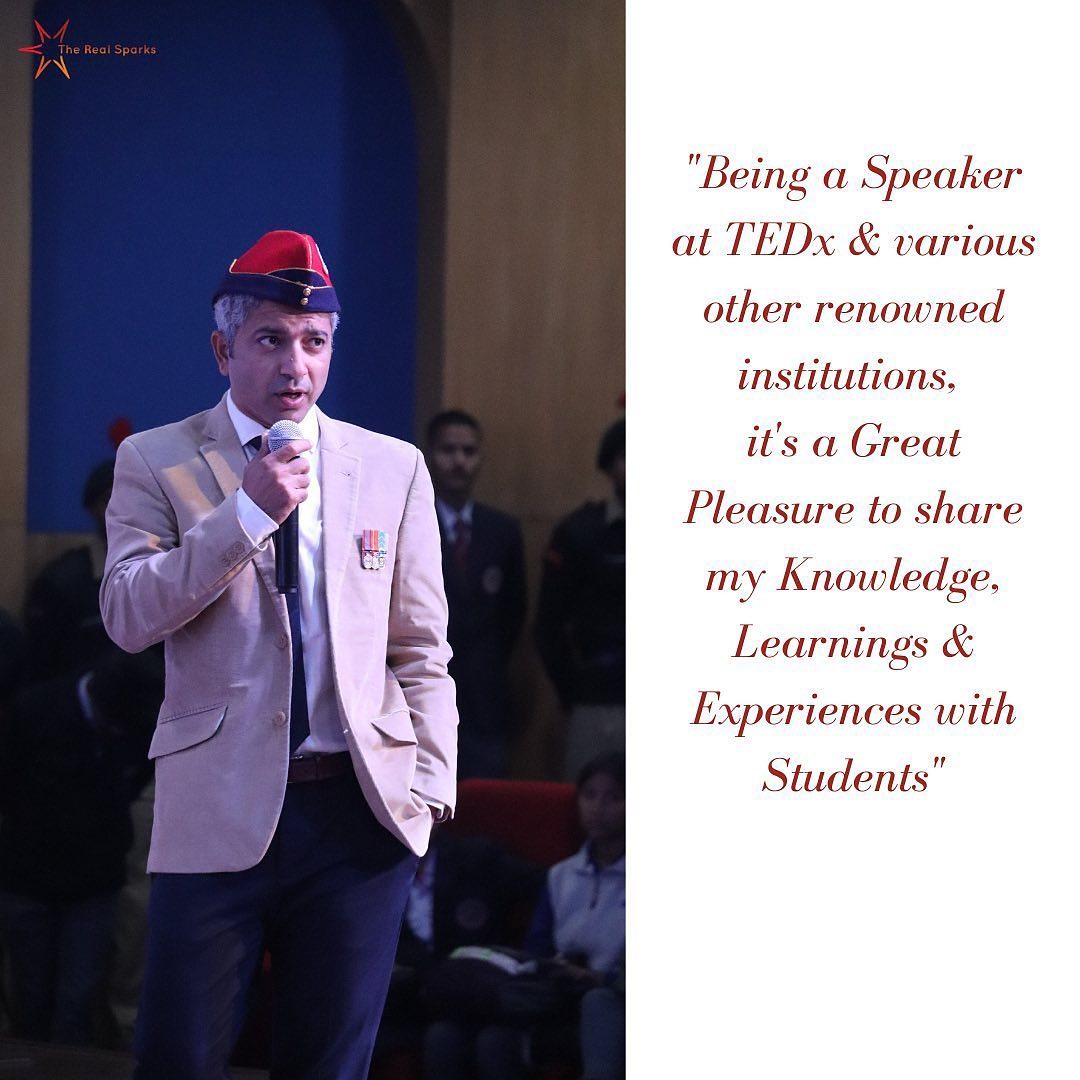 The Real Sparks
"Being a Speaker
at TEDx & various
other renowned
institutions,
it's a Great
Pleasure to share
my Knowledge,
Learnings &
Experiences with
Students"